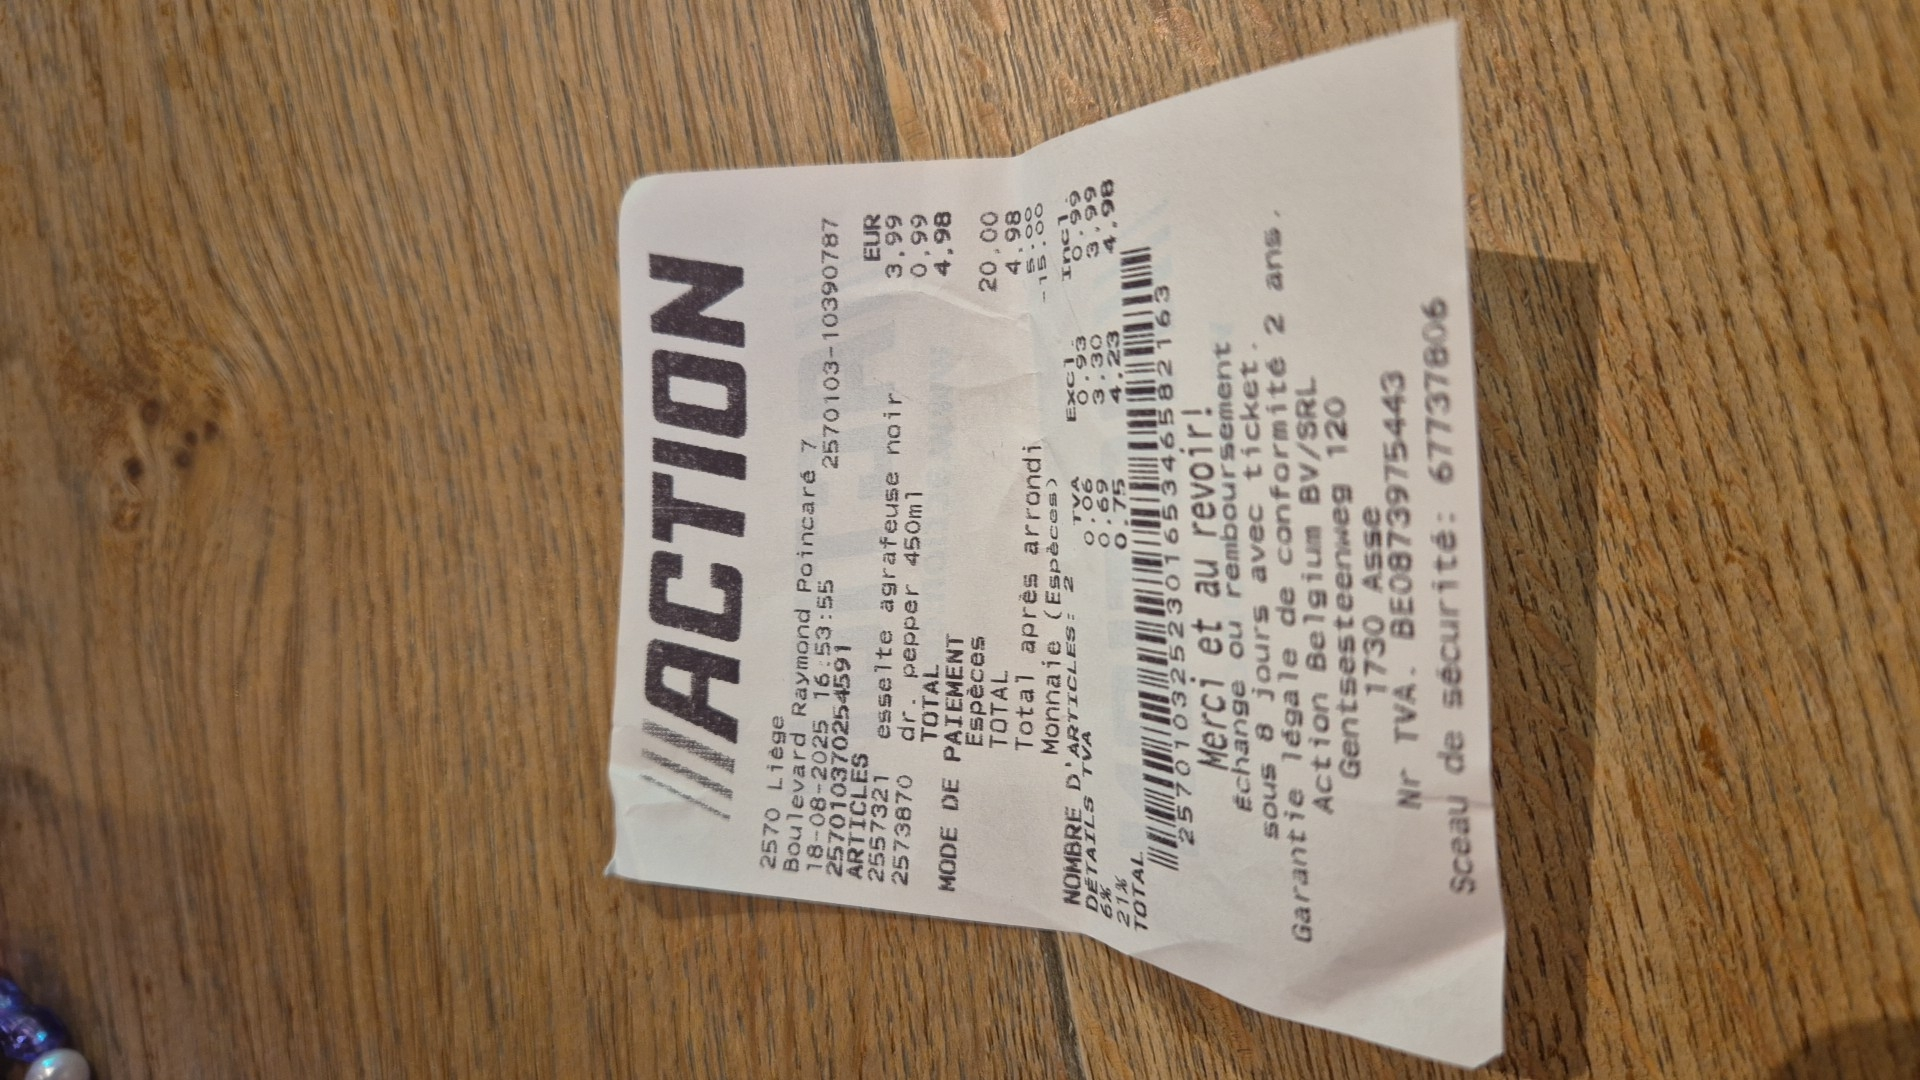 ACTION
2570 Liège
Boulevard Raymond Poincaré 7
18-08-2025 16:53:55 2570103-10390787
2570103702545​91
ARTICLES EUR
2557321 esselte agrafeuse noir 3,99
2573870 dr. pepper 450ml 0,99
TOTAL 4,98
MODE DE PAIEMENT
Espèces 20,00
TOTAL 4,98
Total après arrondi 5.00
Monnaie (Espèces) -15.00
NOMBRE D'ARTICLES: 2
DÉTAILS TVA TVA Excl. Incl.
6% 0.06 0.93 0.99
21% 0.69 3.30 3.99
TOTAL 0.75 4.23 4.98
2570103252301653465821​63
Merci et au revoir!
Échange ou remboursement
sous 8 jours avec ticket.
Garantie légale de conformité 2 ans.
Action Belgium BV/SRL
Gentsesteenweg 120
1730 Asse
Nr TVA. BE0873975443
Sceau de sécurité: 67737806